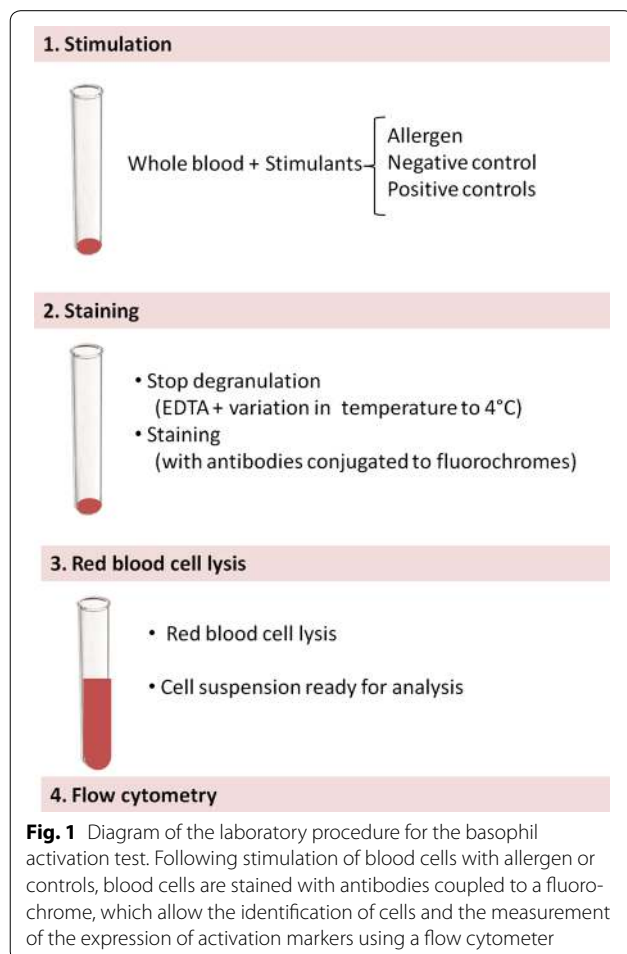 1. Stimulation
Whole blood + Stimulants
Allergen
Negative control
Positive controls
2. Staining
• Stop degranulation
(EDTA + variation in temperature to 4°C)
• Staining
(with antibodies conjugated to fluorochromes)
3. Red blood cell lysis
• Red blood cell lysis
• Cell suspension ready for analysis
4. Flow cytometry
Fig. 1 Diagram of the laboratory procedure for the basophil
activation test. Following stimulation of blood cells with allergen or
controls, blood cells are stained with antibodies coupled to a fluoro-
chrome, which allow the identification of cells and the measurement
of the expression of activation markers using a flow cytometer